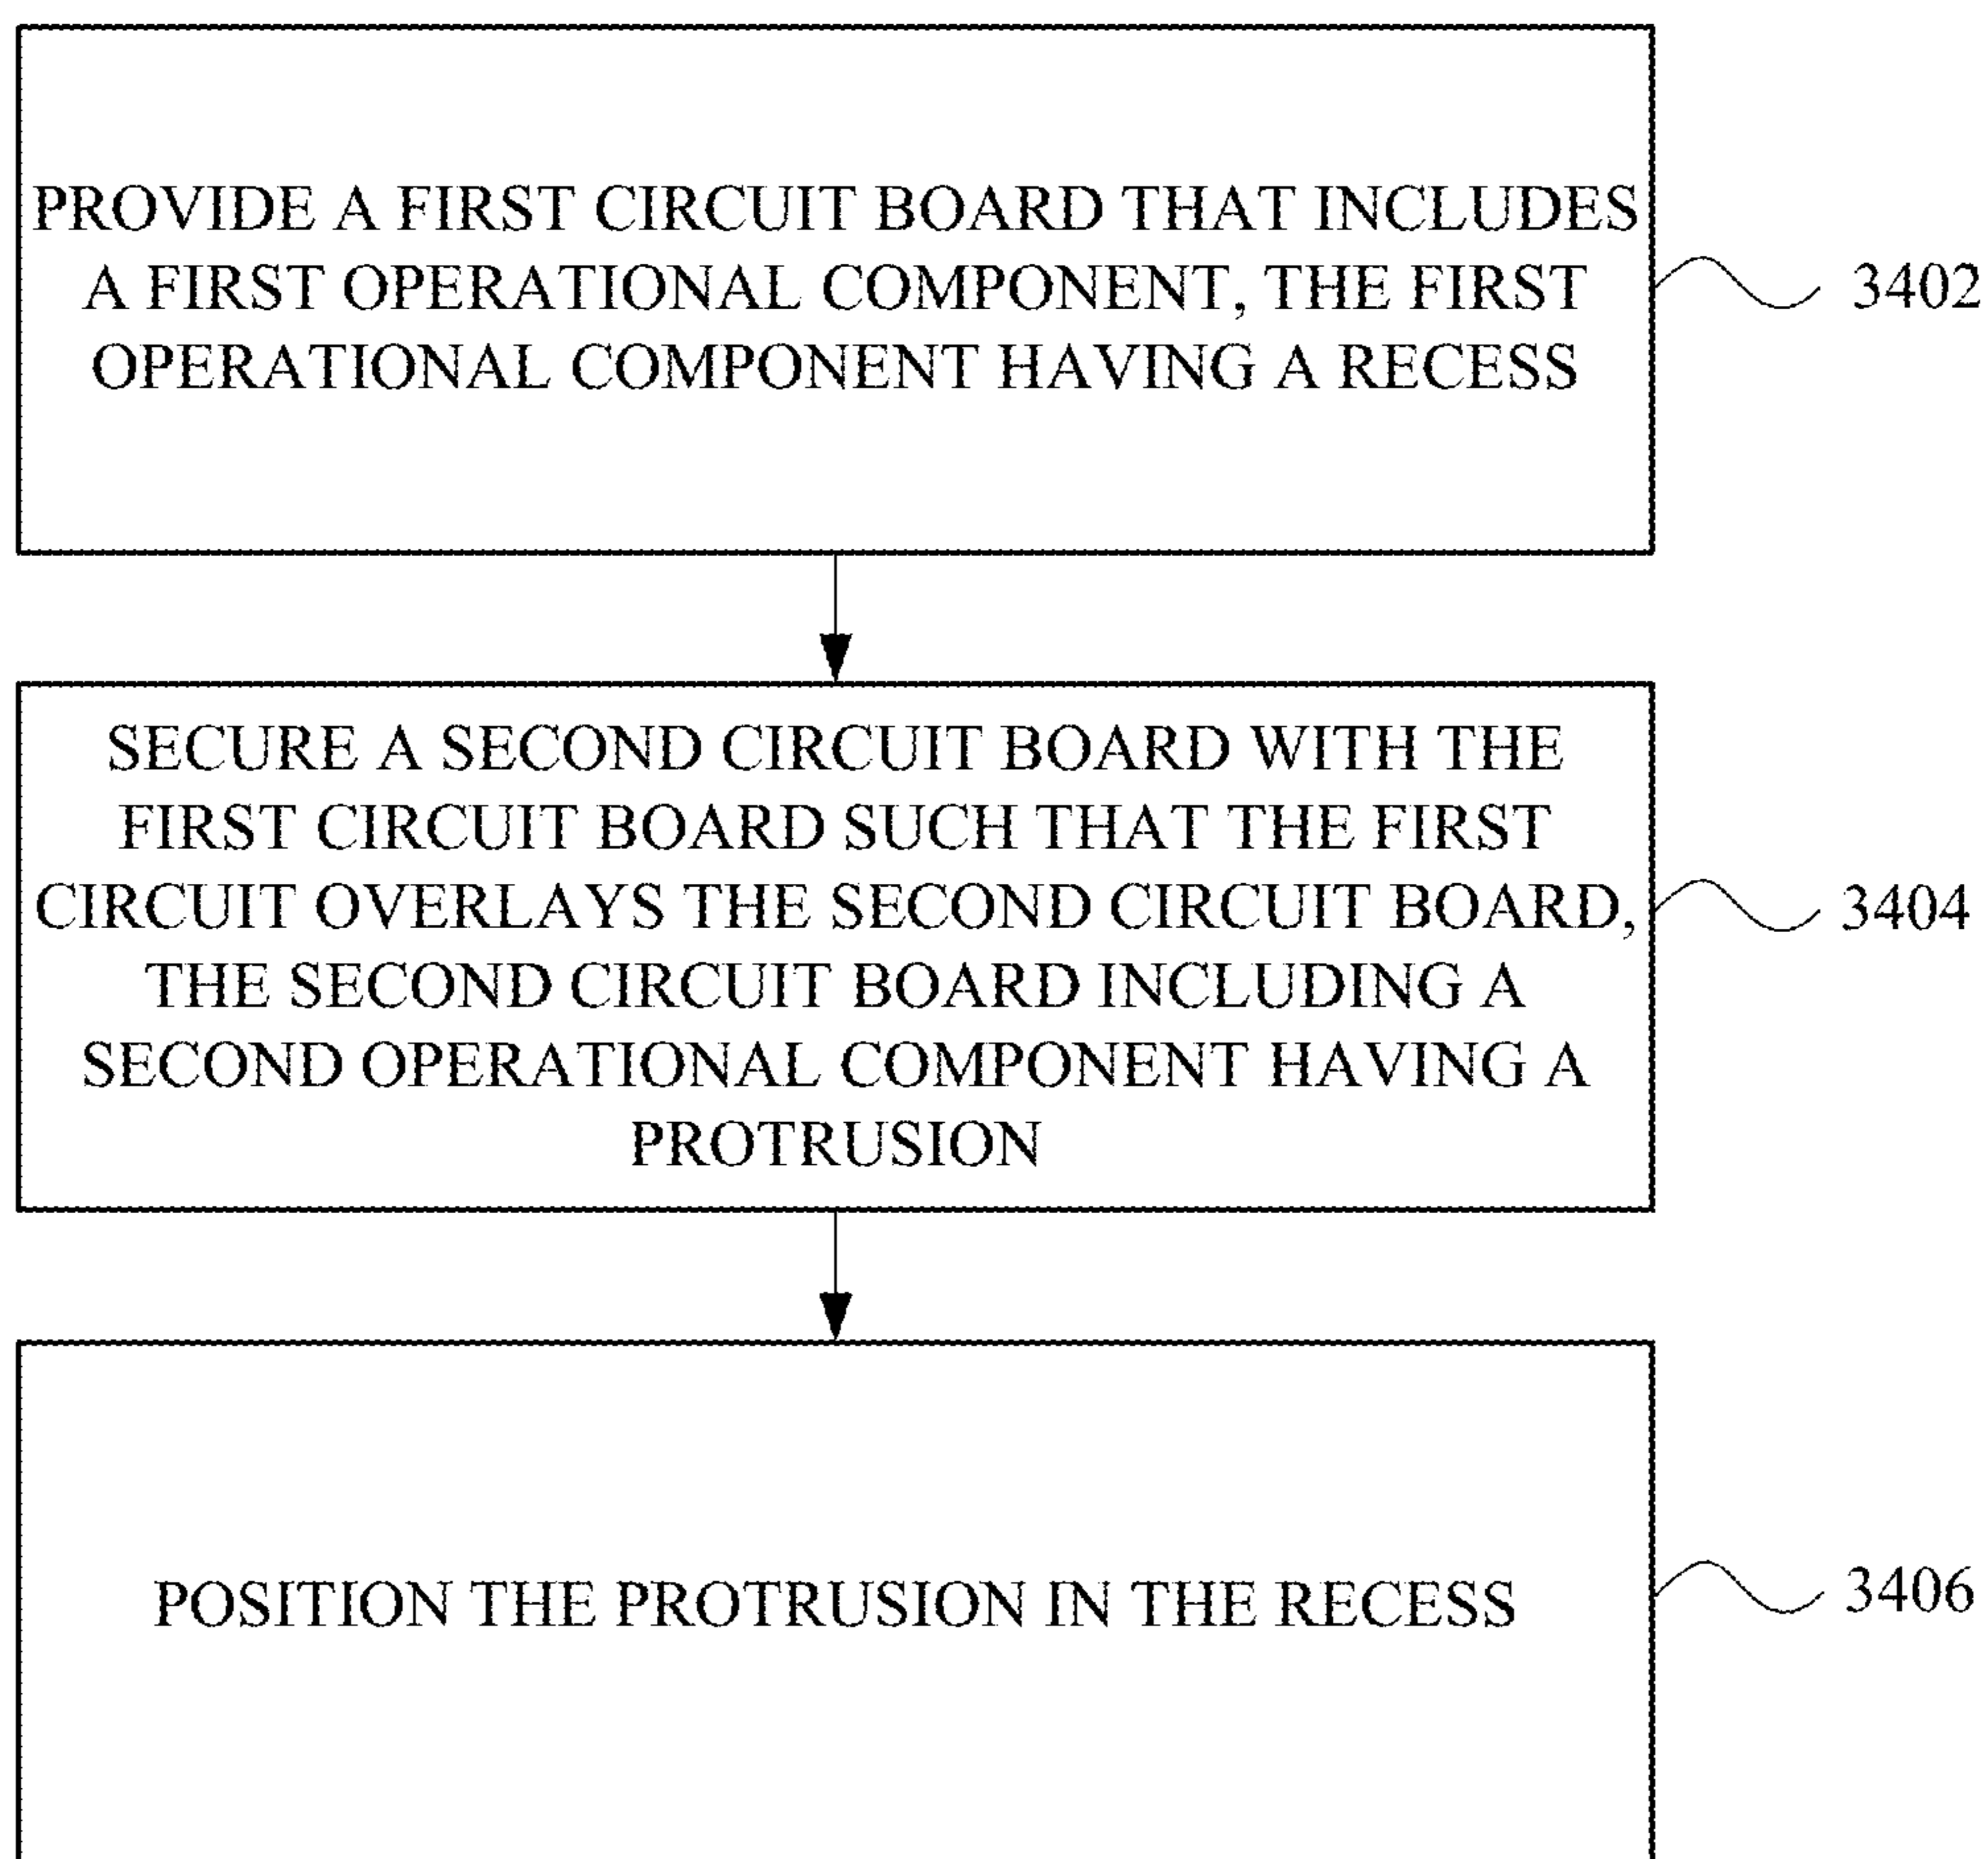 PROVIDE A FIRST CIRCUIT BOARD THAT INCLUDES
A FIRST OPERATIONAL COMPONENT, THE FIRST
OPERATIONAL COMPONENT HAVING A RECESS
3402
SECURE A SECOND CIRCUIT BOARD WITH THE
FIRST CIRCUIT BOARD SUCH THAT THE FIRST
CIRCUIT OVERLAYS THE SECOND CIRCUIT BOARD,
THE SECOND CIRCUIT BOARD INCLUDING A
SECOND OPERATIONAL COMPONENT HAVING A
PROTRUSION
3404
POSITION THE PROTRUSION IN THE RECESS
3406